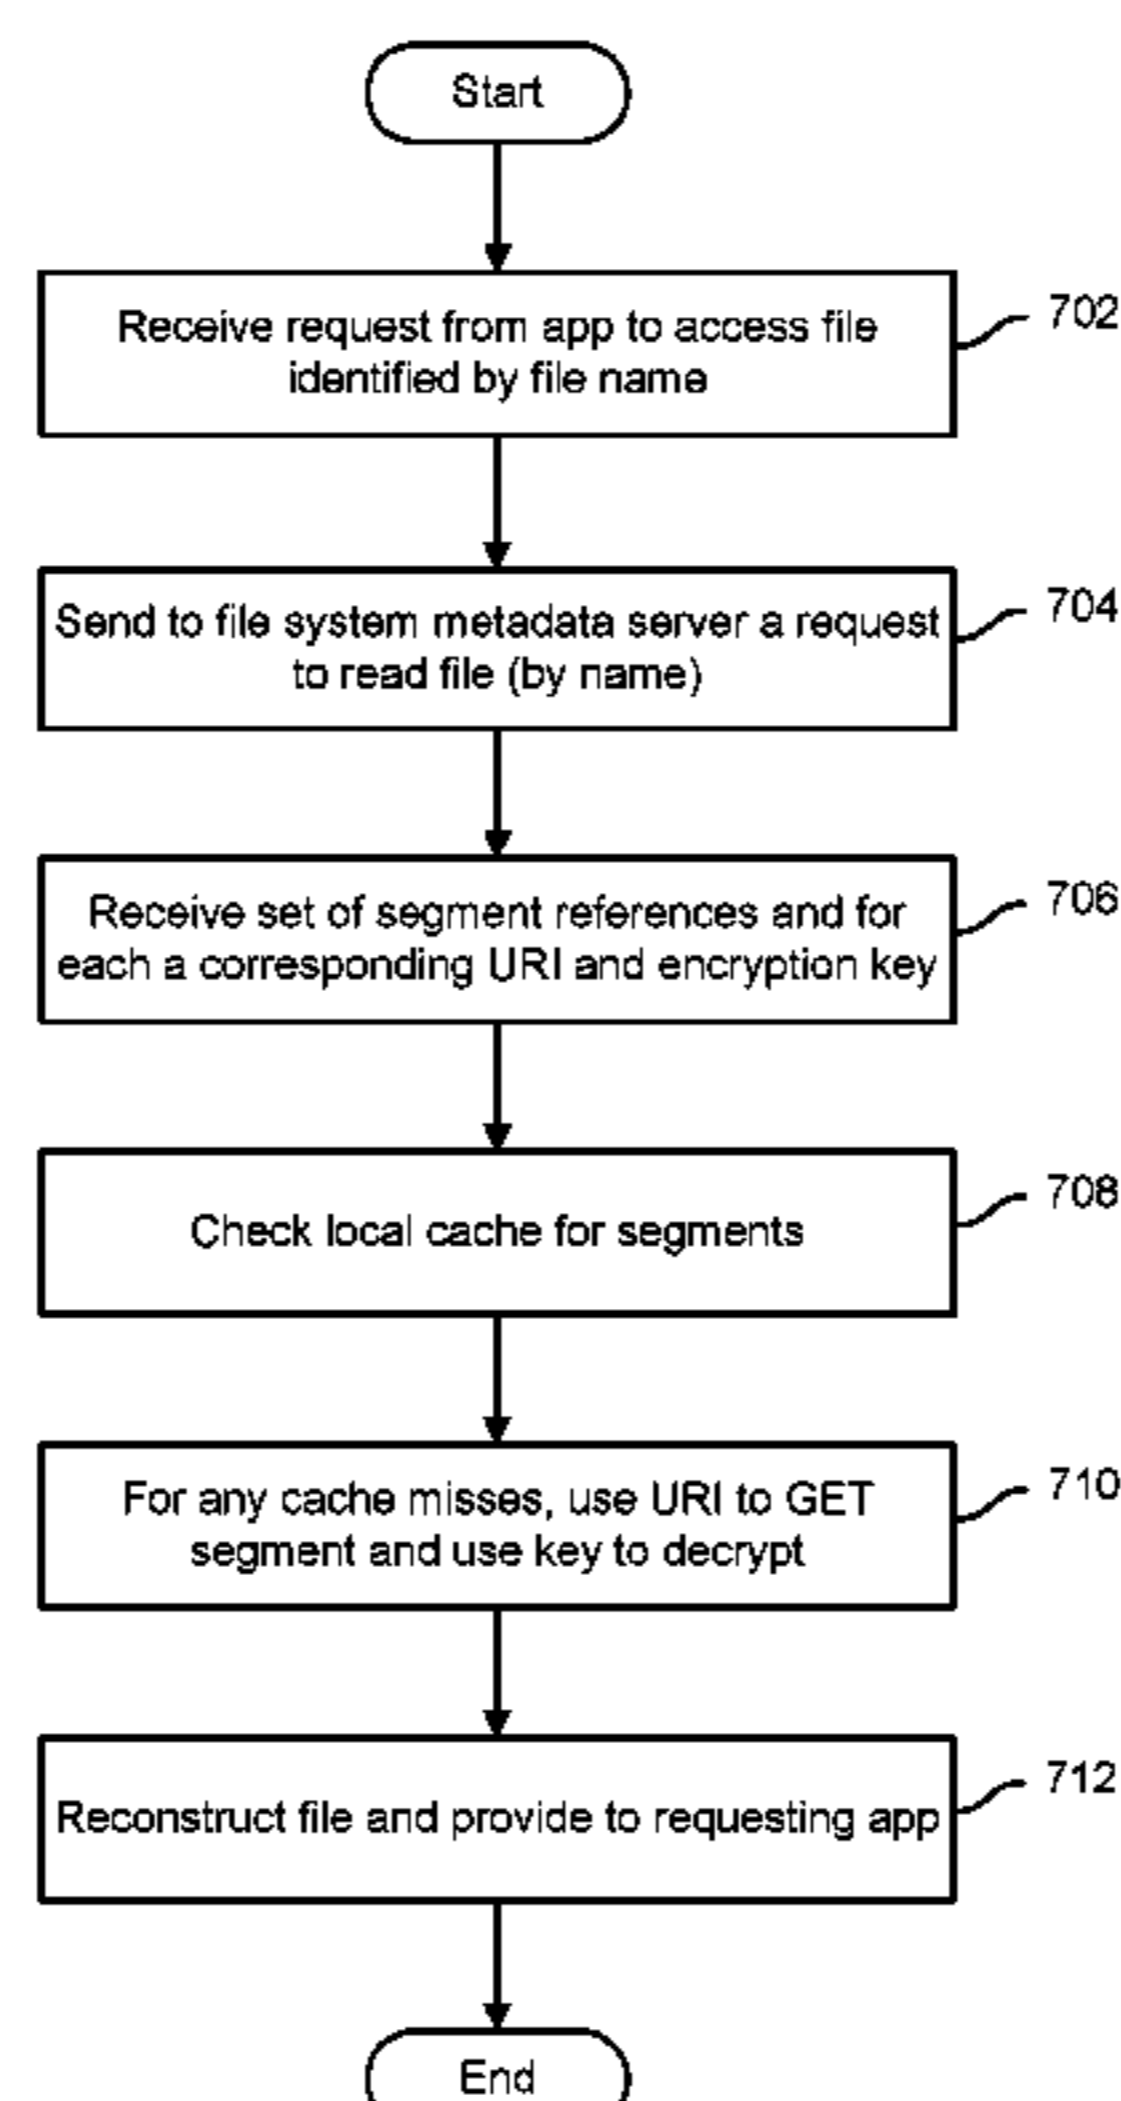 Start
Receive request from app to access file
identified by file name
702
Send to file system metadata server a request
to read file (by name)
704
Receive set of segment references and for
each a corresponding URI and encryption key
706
Check local cache for segments
708
For any cache misses, use URI to GET
segment and use key to decrypt
710
Reconstruct file and provide to requesting app
712
End